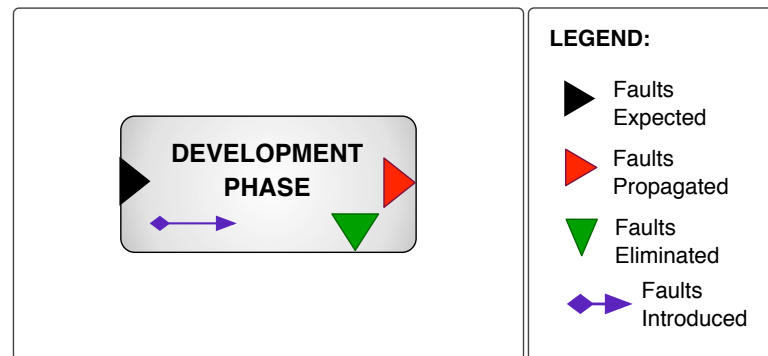 DEVELOPMENT
PHASE
LEGEND:
Faults
Expected
Faults
Propagated
Faults
Eliminated
Faults
Introduced